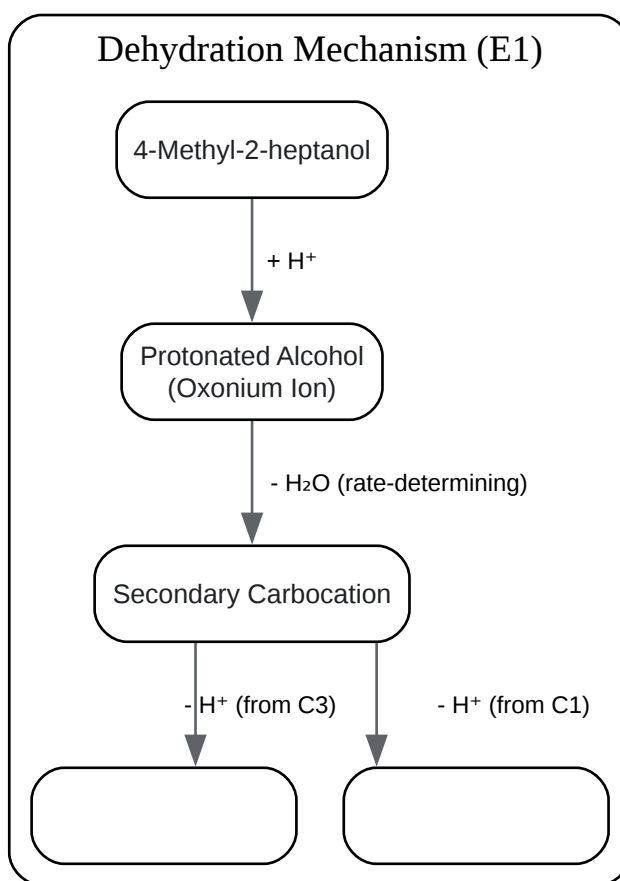 Dehydration Mechanism (E1)
4-Methyl-2-heptanol
+ H⁺
Protonated Alcohol
(Oxonium Ion)
- H₂O (rate-determining)
Secondary Carbocation
- H⁺ (from C3)
- H⁺ (from C1)